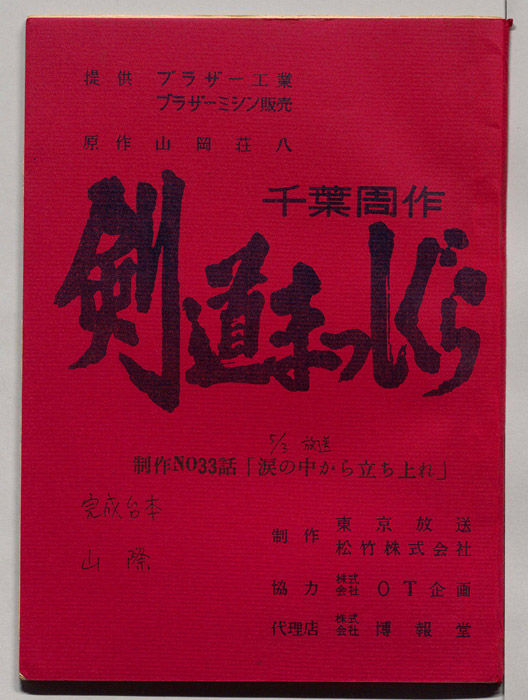 提供 ブラザー工業
ブラザーミシン販売
原作 山岡荘八
千葉周作
剣道まっしぐら
5/3 放送
制作NO33話「涙の中から立ち上れ」
完成台本
山際
制作 東京放送
松竹株式会社
協力 株式会社 OT企画
代理店 株式会社 博報堂